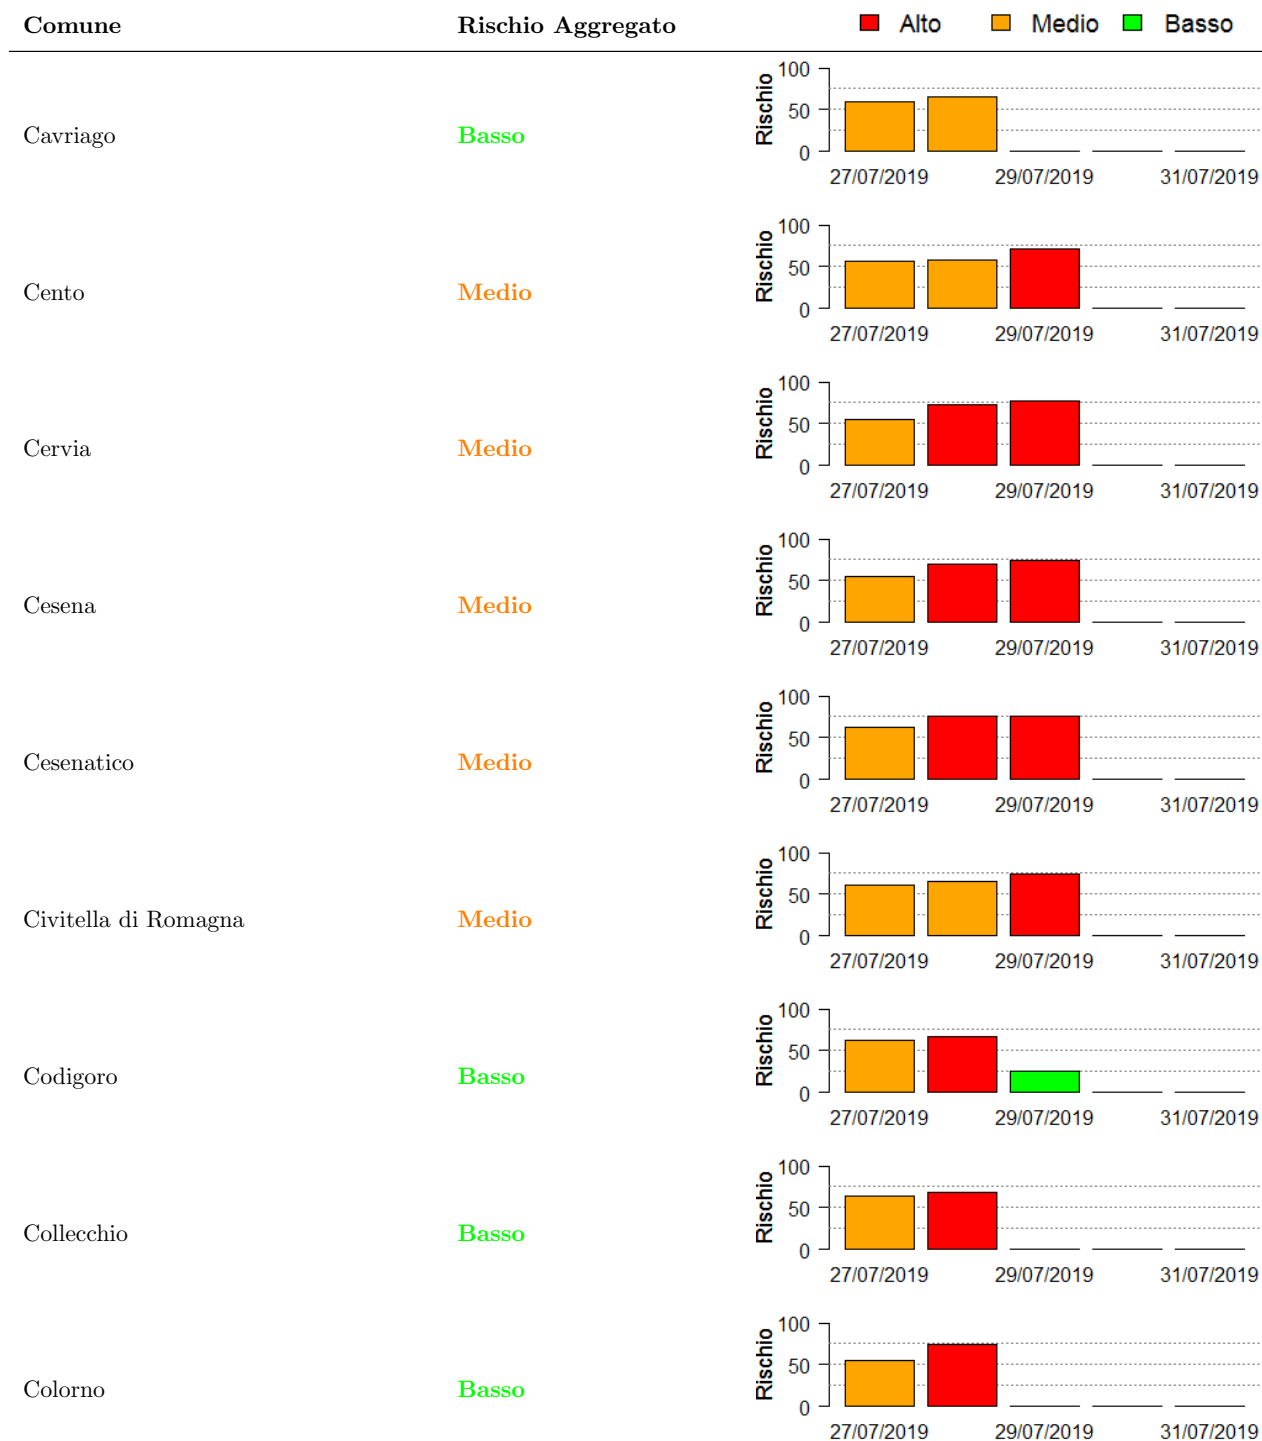 Comune Rischio Aggregato Alto Medio Basso
Cavriago Basso Rischio 100 50 0
27/07/2019 29/07/2019 31/07/2019
Cento Medio Rischio 100 50 0
27/07/2019 29/07/2019 31/07/2019
Cervia Medio Rischio 100 50 0
27/07/2019 29/07/2019 31/07/2019
Cesena Medio Rischio 100 50 0
27/07/2019 29/07/2019 31/07/2019
Cesenatico Medio Rischio 100 50 0
27/07/2019 29/07/2019 31/07/2019
Civitella di Romagna Medio Rischio 100 50 0
27/07/2019 29/07/2019 31/07/2019
Codigoro Basso Rischio 100 50 0
27/07/2019 29/07/2019 31/07/2019
Collecchio Basso Rischio 100 50 0
27/07/2019 29/07/2019 31/07/2019
Colorno Basso Rischio 100 50 0
27/07/2019 29/07/2019 31/07/2019